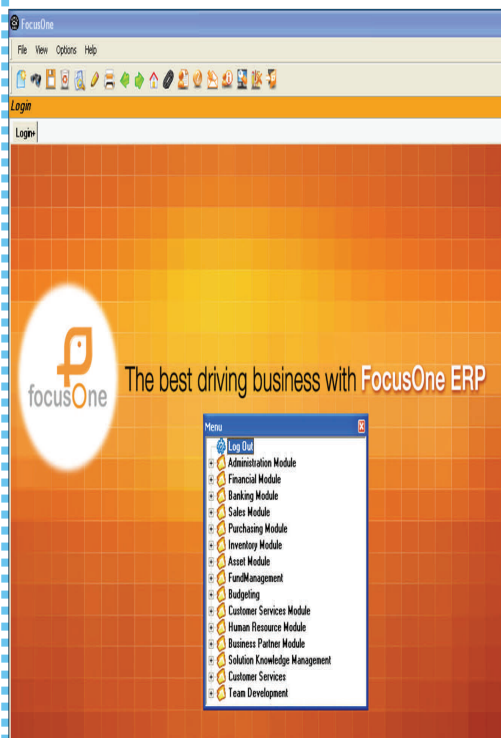 FocusOne
File View Options Help
Login
Login+
focusOne
The best driving business with FocusOne ERP
Menu
Log Out
Administration Module
Financial Module
Banking Module
Sales Module
Purchasing Module
Inventory Module
Asset Module
FundManagement
Budgeting
Customer Services Module
Human Resource Module
Business Partner Module
Solution Knowledge Management
Customer Services
Team Development